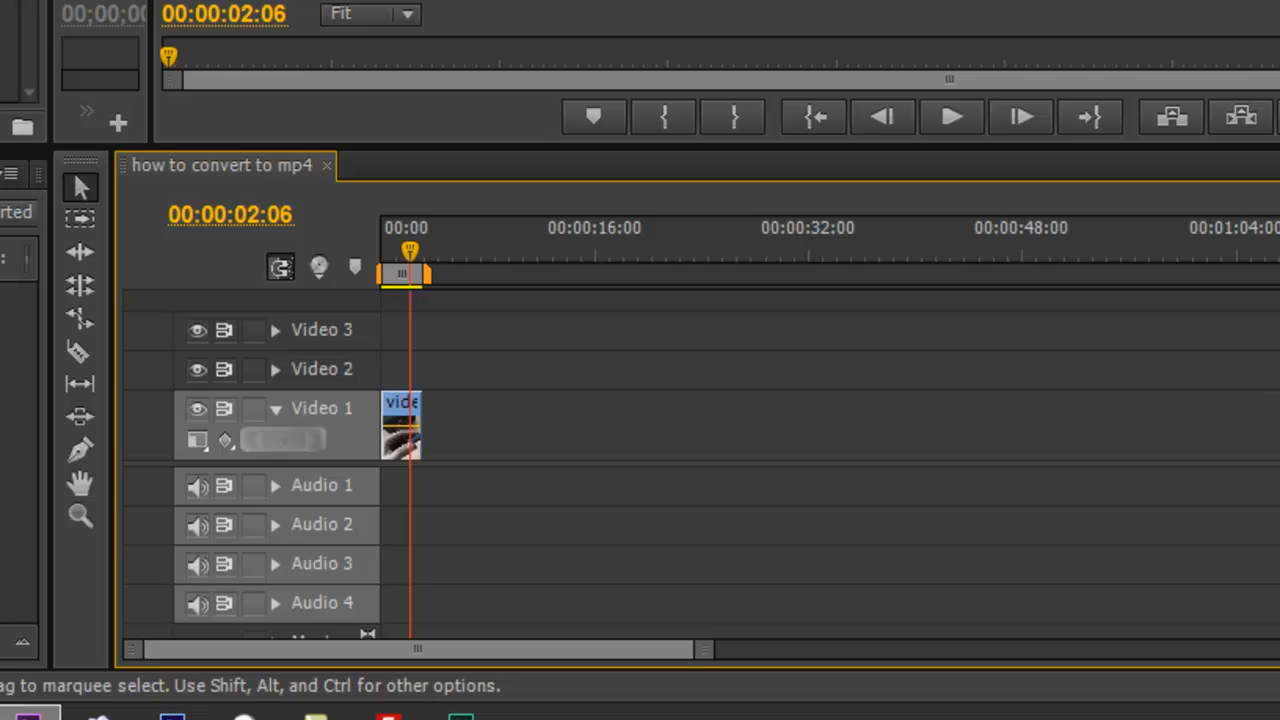 00;00;00
00:00:02:06
Fit
how to convert to mp4
rted
00:00:02:06
00:00
00:00:16:00
00:00:32:00
00:00:48:00
00:01:04:00
Video 3
Video 2
Video 1
vide
Audio 1
Audio 2
Audio 3
Audio 4
ag to marquee select. Use Shift, Alt, and Ctrl for other options.